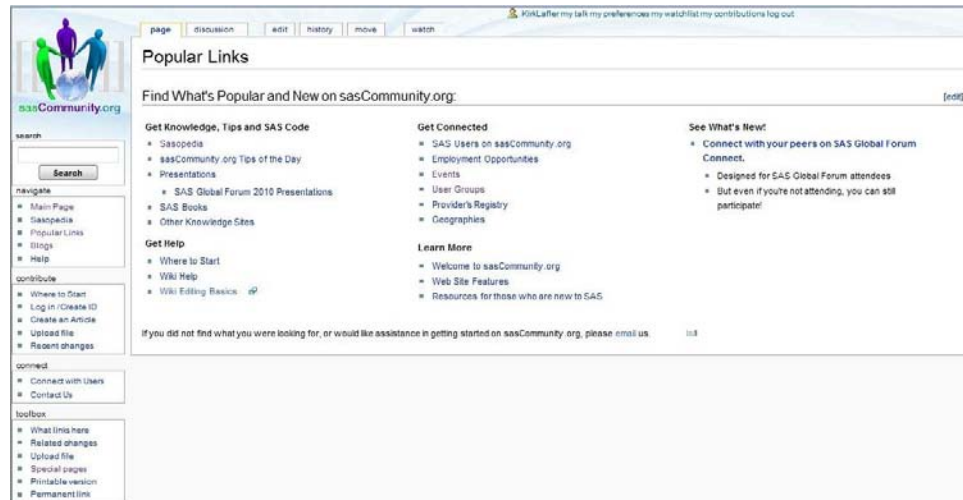 KirkLafler my talk my preferences my watchlist my contributions log out
page discussion edit history move watch
sasCommunity.org
Popular Links
Find What's Popular and New on sasCommunity.org:
[edit]
Get Knowledge, Tips and SAS Code
Sasopedia
sasCommunity.org Tips of the Day
Presentations
SAS Global Forum 2010 Presentations
SAS Books
Other Knowledge Sites
Get Help
Where to Start
Wiki Help
Wiki Editing Basics
Get Connected
SAS Users on sasCommunity.org
Employment Opportunities
Events
User Groups
Provider's Registry
Geographies
Learn More
Welcome to sasCommunity.org
Web Site Features
Resources for those who are new to SAS
See What's New!
Connect with your peers on SAS Global Forum
Connect.
Designed for SAS Global Forum attendees
But even if you're not attending, you can still
participate!
If you did not find what you were looking for, or would like assistance in getting started on sasCommunity.org, please email us.
search
Search
navigate
Main Page
Sasopedia
Popular Links
Blogs
Help
contribute
Where to Start
Log in / Create ID
Create an Article
Upload file
Recent changes
connect
Connect with Users
Contact Us
toolbox
What links here
Related changes
Upload file
Special pages
Printable version
Permanent link